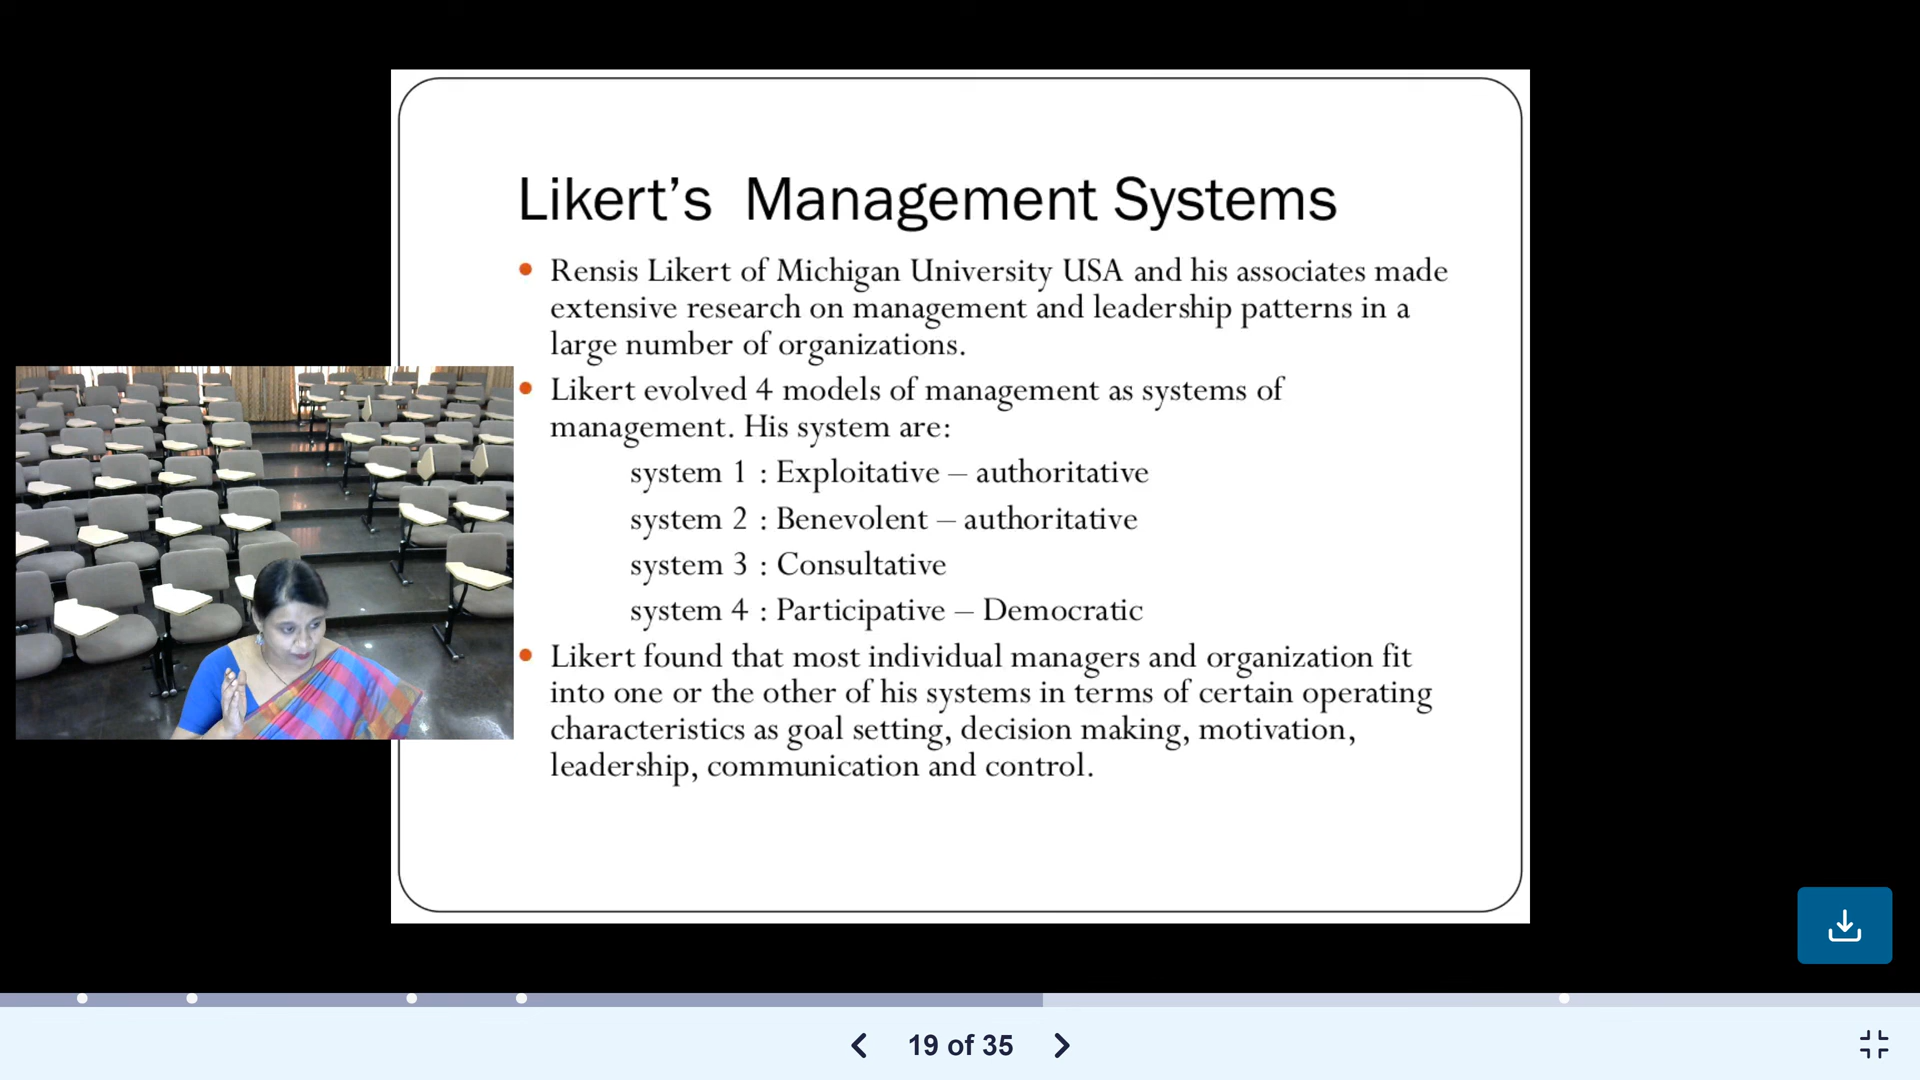 Likert’s Management Systems
Rensis Likert of Michigan University USA and his associates made
extensive research on management and leadership patterns in a
large number of organizations.
Likert evolved 4 models of management as systems of
management. His system are:
system 1 : Exploitative – authoritative
system 2 : Benevolent – authoritative
system 3 : Consultative
system 4 : Participative – Democratic
Likert found that most individual managers and organization fit
into one or the other of his systems in terms of certain operating
characteristics as goal setting, decision making, motivation,
leadership, communication and control.
19 of 35